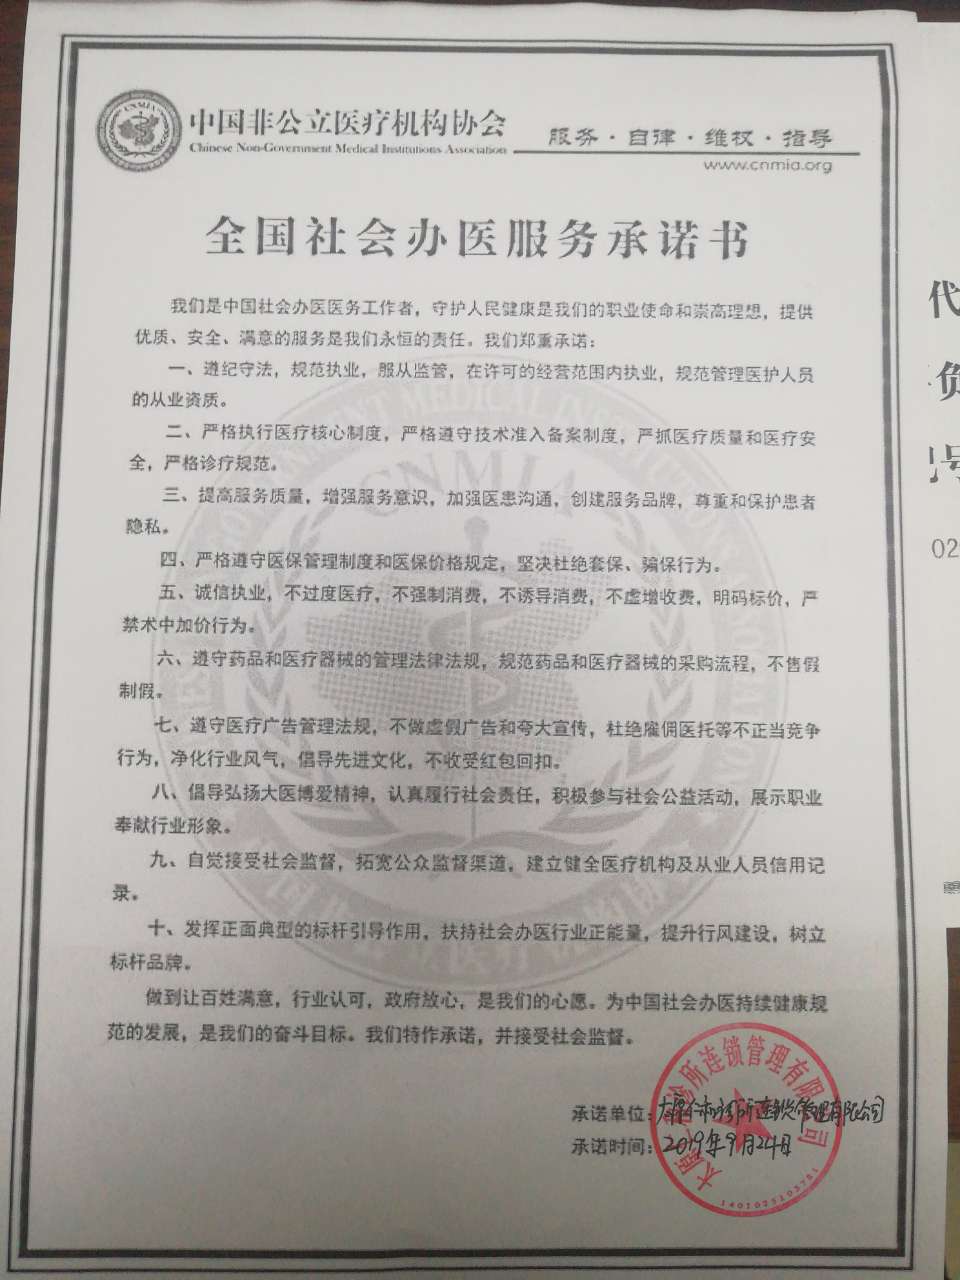 CNMIA
中国非公立医疗机构协会
Chinese Non-Government Medical Institutions Association
服务·自律·维权·指导
www.cnmia.org
全国社会办医服务承诺书
我们是中国社会办医医务工作者，守护人民健康是我们的职业使命和崇高理想，提供
优质、安全、满意的服务是我们永恒的责任。我们郑重承诺：
一、遵纪守法，规范执业，服从监管，在许可的经营范围内执业，规范管理医护人员
的从业资质。
二、严格执行医疗核心制度，严格遵守技术准入备案制度，严抓医疗质量和医疗安
全，严格诊疗规范。
三、提高服务质量，增强服务意识，加强医患沟通，创建服务品牌，尊重和保护患者
隐私。
四、严格遵守医保管理制度和医保价格规定，坚决杜绝套保、骗保行为。
五、诚信执业，不过度医疗，不强制消费，不诱导消费，不虚增收费，明码标价，严
禁术中加价行为。
六、遵守药品和医疗器械的管理法律法规，规范药品和医疗器械的采购流程，不售假
制假。
七、遵守医疗广告管理法规，不做虚假广告和夸大宣传，杜绝雇佣医托等不正当竞争
行为，净化行业风气，倡导先进文化，不收受红包回扣。
八、倡导弘扬大医博爱精神，认真履行社会责任，积极参与社会公益活动，展示职业
奉献行业形象。
九、自觉接受社会监督，拓宽公众监督渠道，建立健全医疗机构及从业人员信用记
录。
十、发挥正面典型的标杆引导作用，扶持社会办医行业正能量，提升行风建设，树立
标杆品牌。
做到让百姓满意，行业认可，政府放心，是我们的心愿。为中国社会办医持续健康规
范的发展，是我们的奋斗目标。我们特作承诺，并接受社会监督。
承诺单位：诊所连锁管理有限公司
承诺时间：2019年9月24日
诊所连锁管理有限公司
代
负
号
02